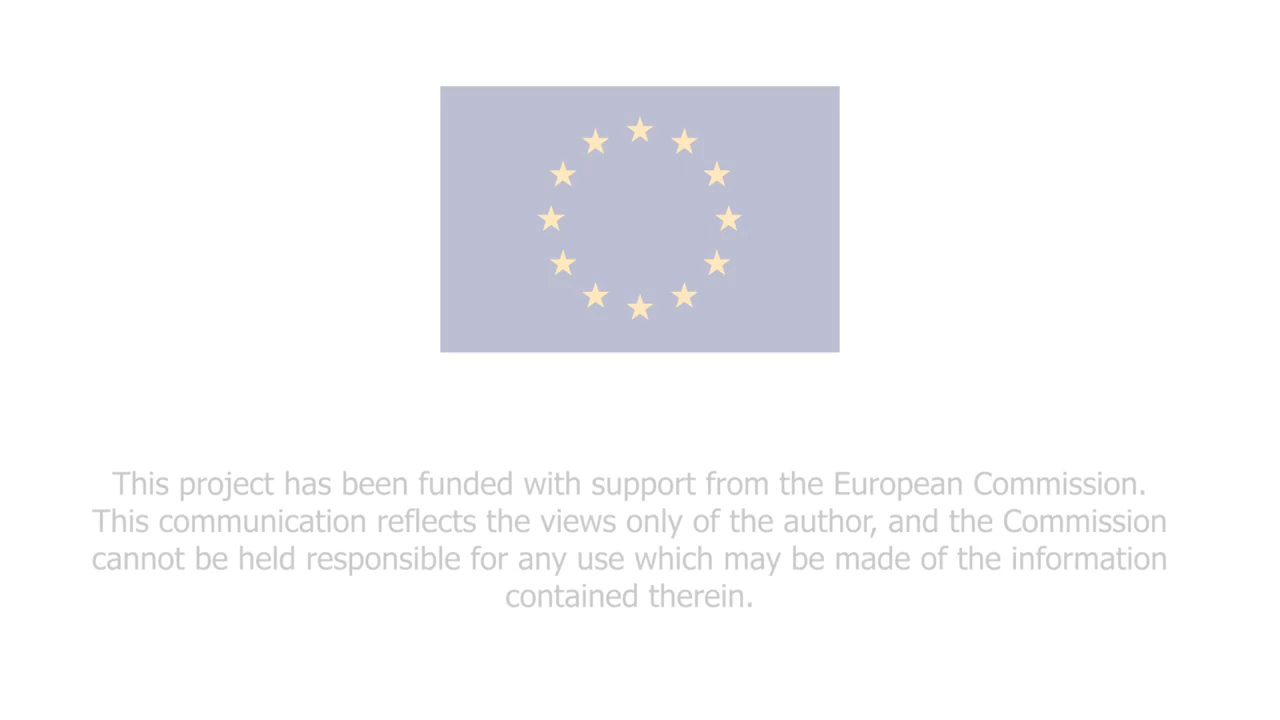 This project has been funded with support from the European Commission.
This communication reflects the views only of the author, and the Commission
cannot be held responsible for any use which may be made of the information
contained therein.